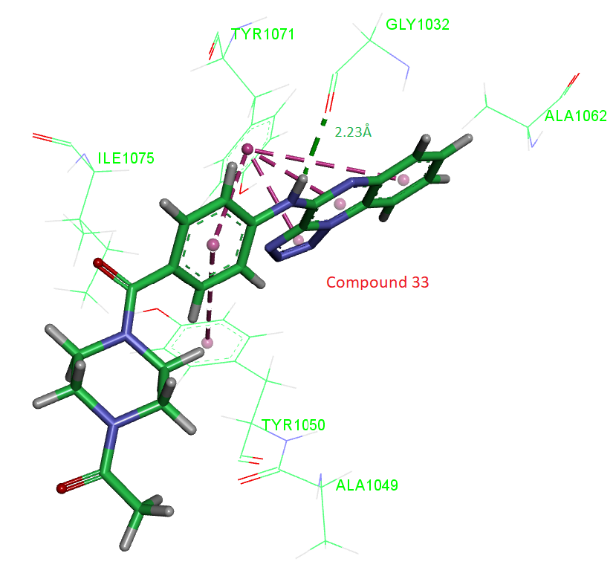 GLY1032
TYR1071
ALA1062
2.23Å
ILE1075
Compound 33
TYR1050
ALA1049